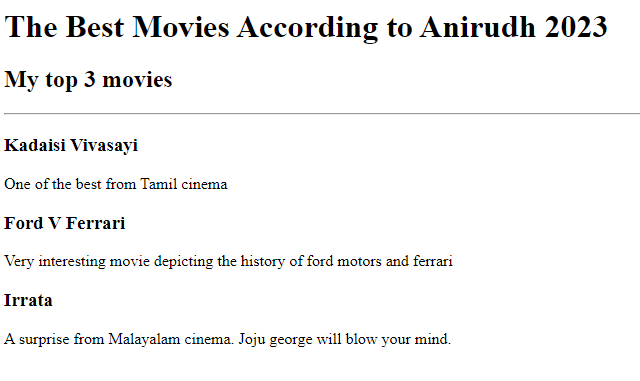 The Best Movies According to Anirudh 2023
My top 3 movies
Kadaisi Vivasayi
One of the best from Tamil cinema
Ford V Ferrari
Very interesting movie depicting the history of ford motors and ferrari
Irrata
A surprise from Malayalam cinema. Joju george will blow your mind.